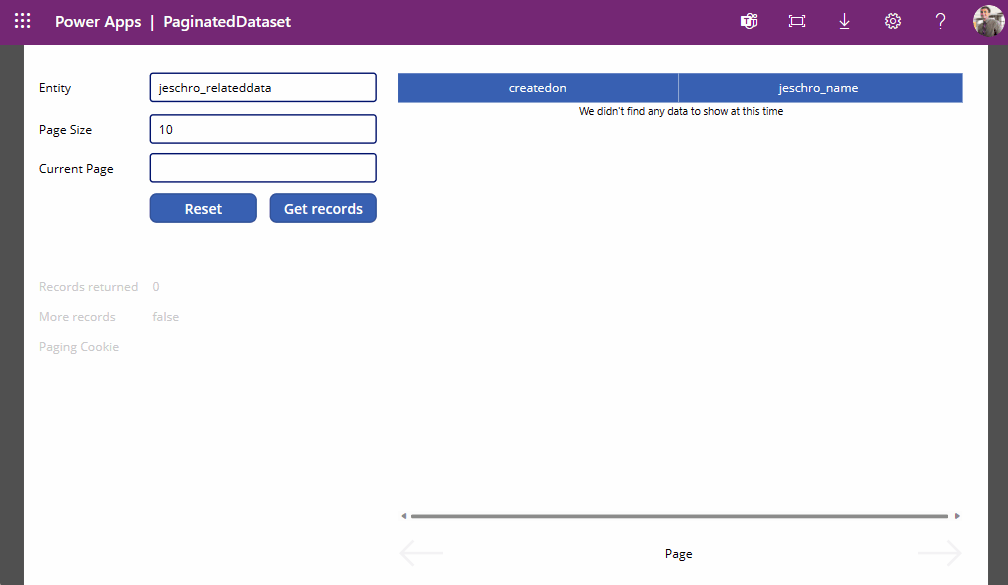 Power Apps | PaginatedDataset
Entity
jeschro_relateddata
Page Size
10
Current Page
Reset
Get records
Records returned
0
More records
false
Paging Cookie
createdon
jeschro_name
We didn't find any data to show at this time
Page